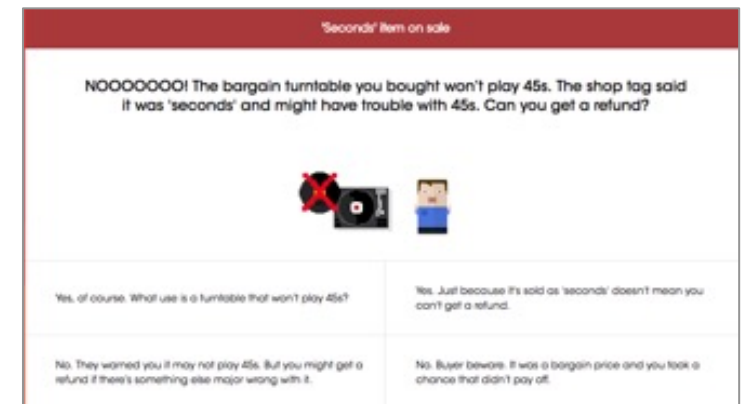 'Seconds' item on sale
NOOOOOOO! The bargain turntable you bought won't play 45s. The shop tag said
it was 'seconds' and might have trouble with 45s. Can you get a refund?
Yes, of course. What use is a turntable that won't play 45s?
Yes. Just because it's sold as 'seconds' doesn't mean you
can't get a refund.
No. They warned you it may not play 45s. But you might get a
refund if there's something else major wrong with it.
No. Buyer beware. It was a bargain price and you took a
chance that didn't pay off.